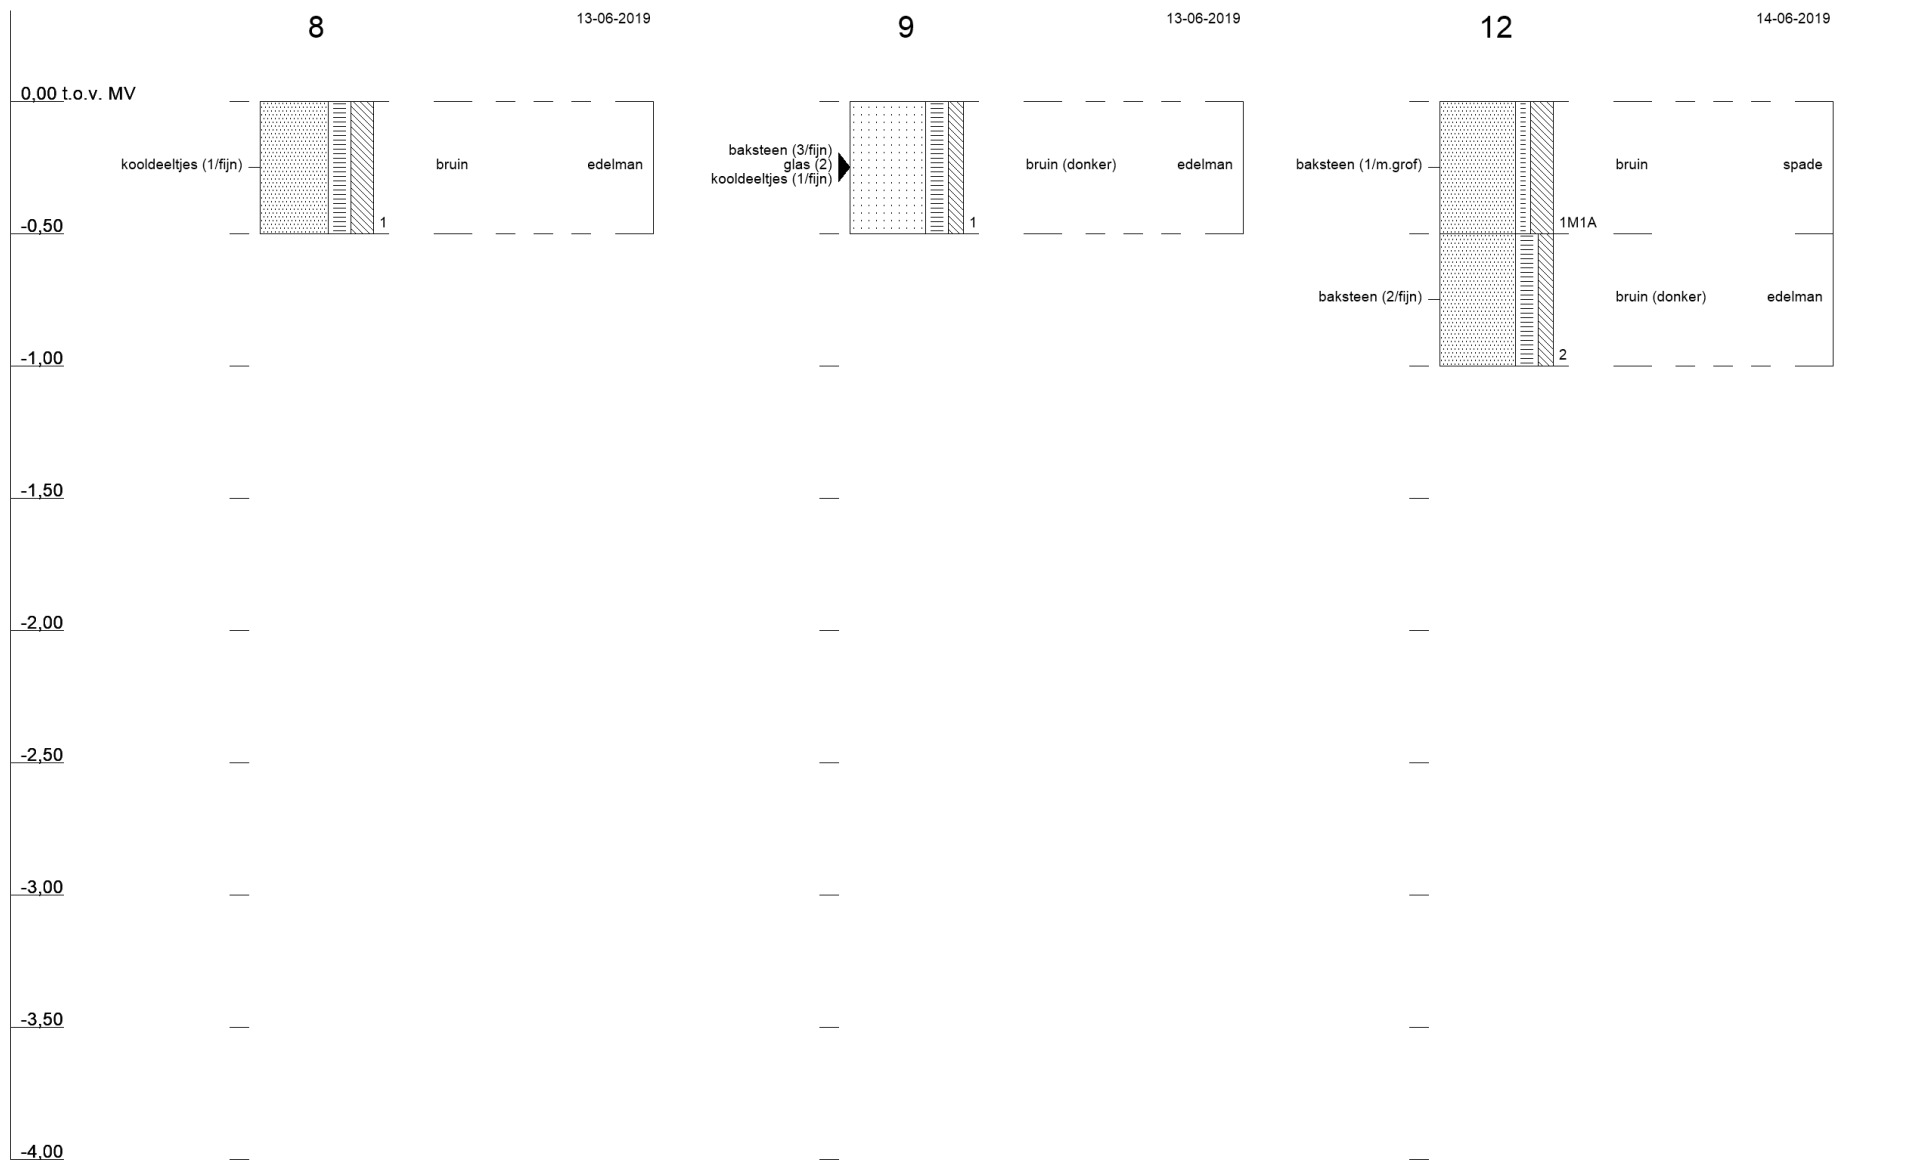 8
13-06-2019
9
13-06-2019
12
14-06-2019
0,00 t.o.v. MV
kooldeeltjes (1/fijn)
bruin
edelman
1
baksteen (3/fijn)
glas (2)
kooldeeltjes (1/fijn)
bruin (donker)
edelman
1
baksteen (1/m.grof)
bruin
spade
1M1A
-0,50
baksteen (2/fijn)
bruin (donker)
edelman
2
-1,00
-1,50
-2,00
-2,50
-3,00
-3,50
-4,00